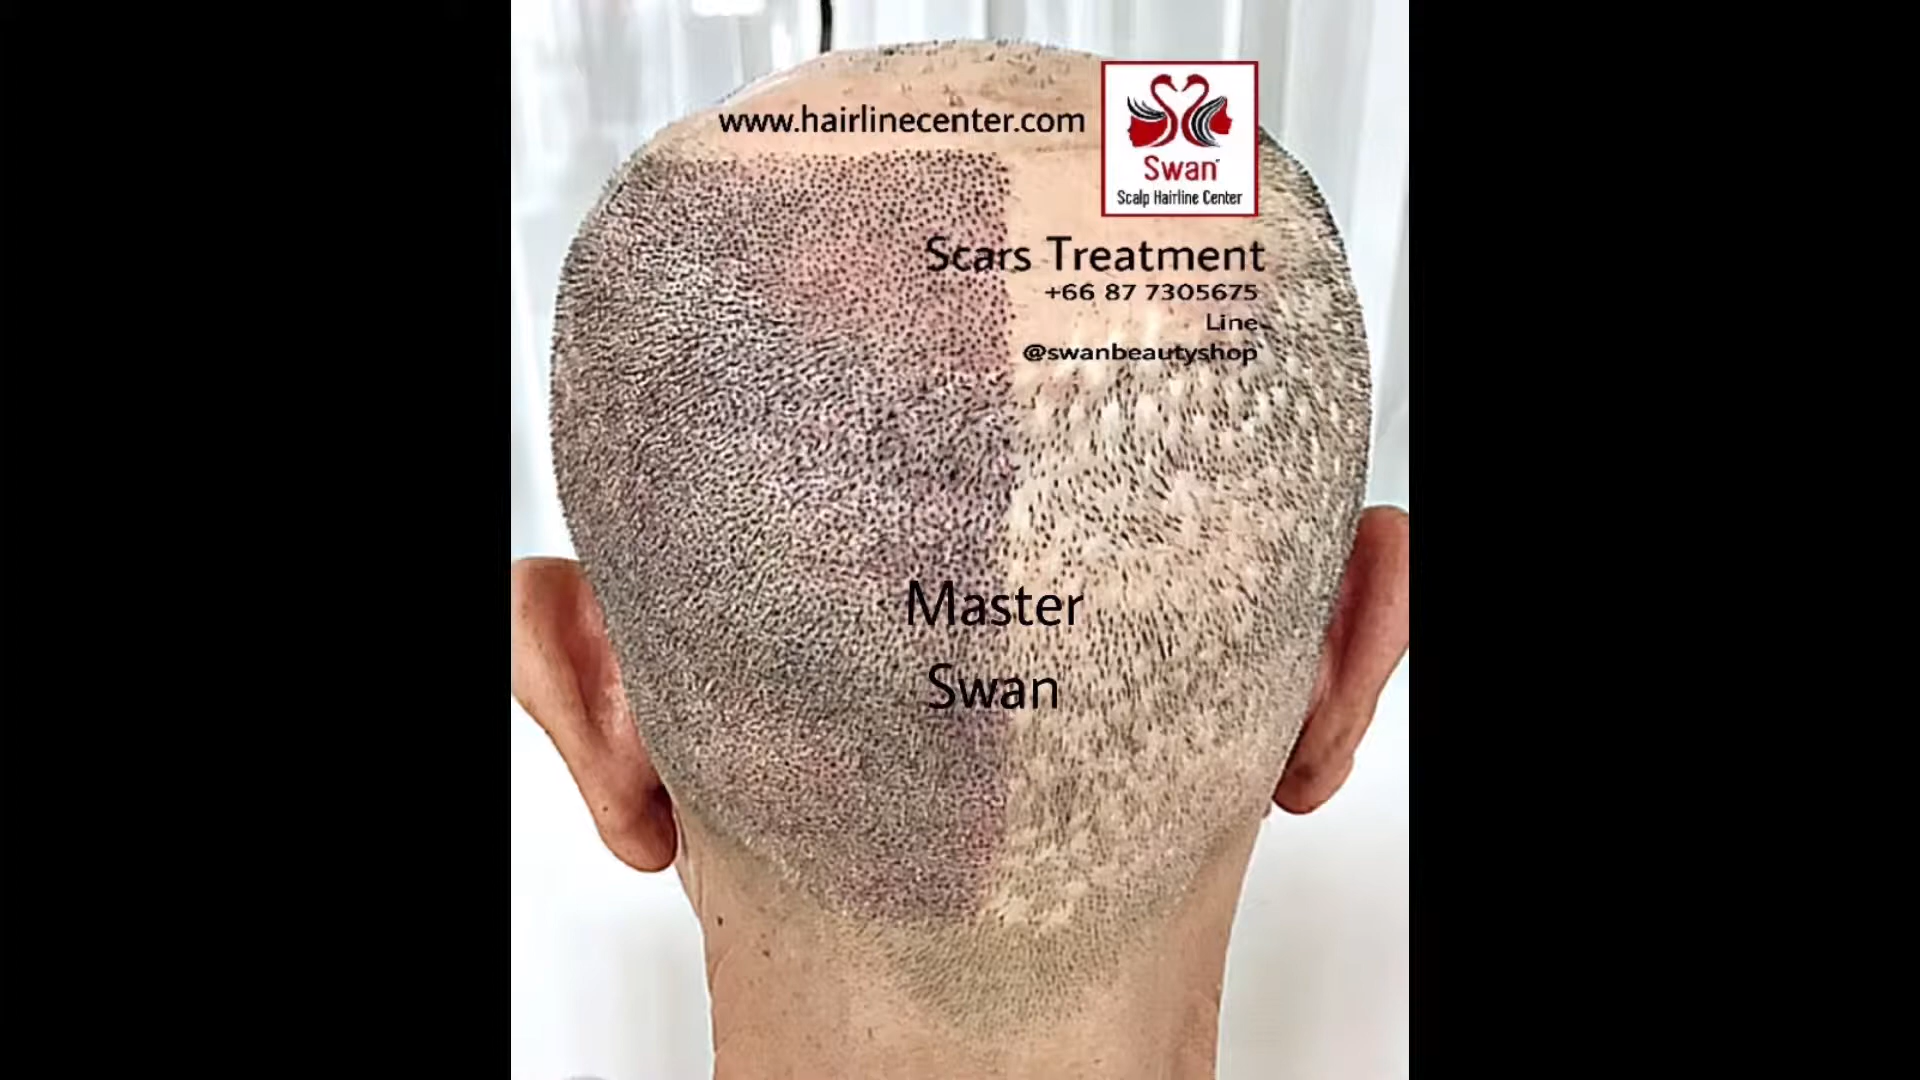 www.hairlinecenter.com
Swan
Scalp Hairline Center
Scars Treatment
+66 87 7305675
Line
@swanbeautyshop
Master
Swan